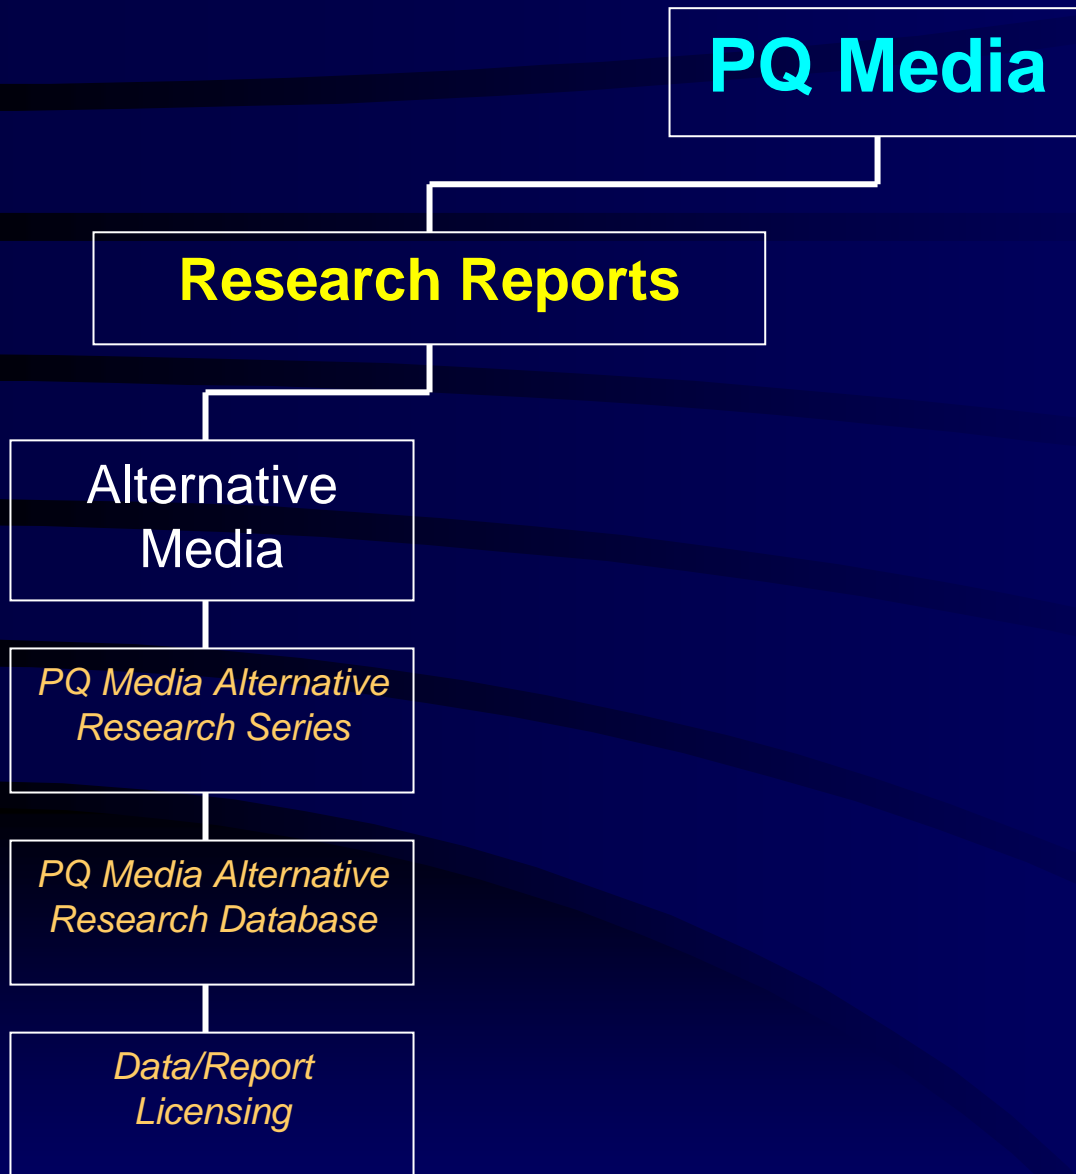 PQ Media
Research Reports
Alternative
Media
PQ Media Alternative
Research Series
PQ Media Alternative
Research Database
Data/Report
Licensing